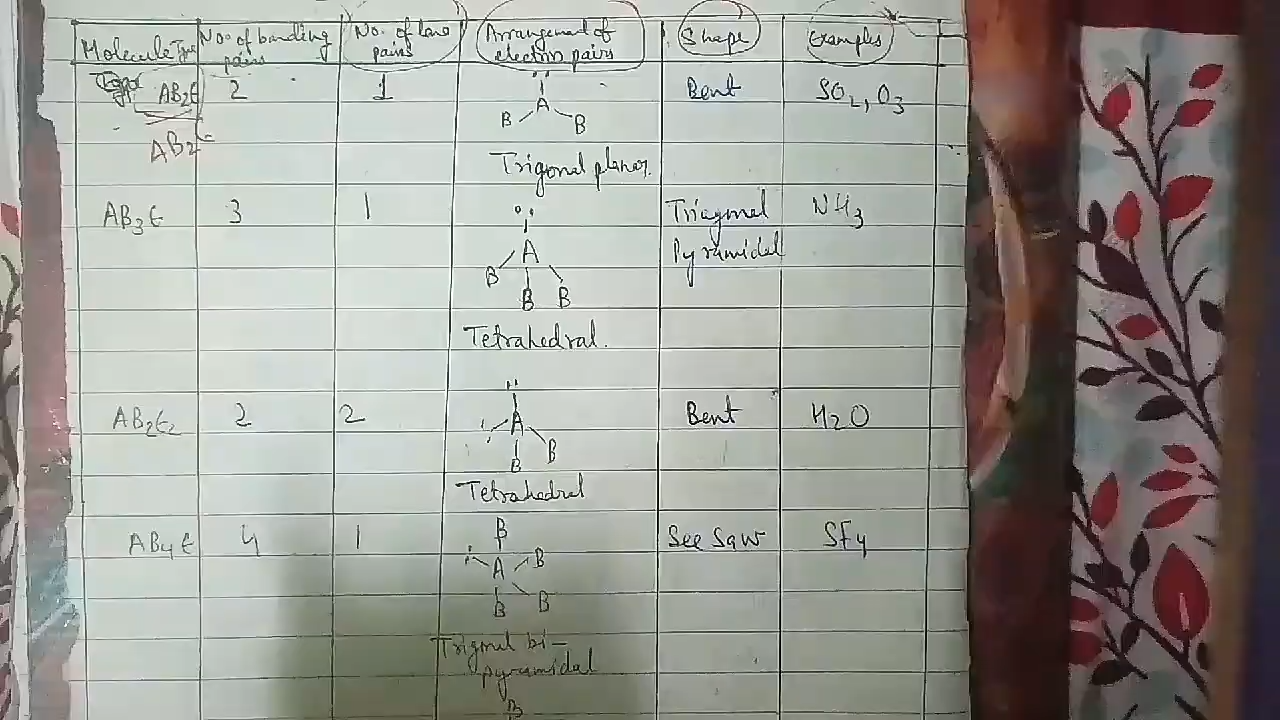 Molecule Type No. of bonding pairs No. of lone pairs Arrangement of electron pairs Shape Examples
AB2E 2 1 Bent SO2, O3
A
B B
AB2E
Trigonal planar.
AB3E 3 1 Triagonal NH3
Pyramidal
A
B
B B
Tetrahedral.
AB2E2 2 2 A Bent H2O
B
B
Tetrahedral
B
AB4E 4 1 See Saw SF4
A B
B B
Trigonal bi-
pyramidal
B